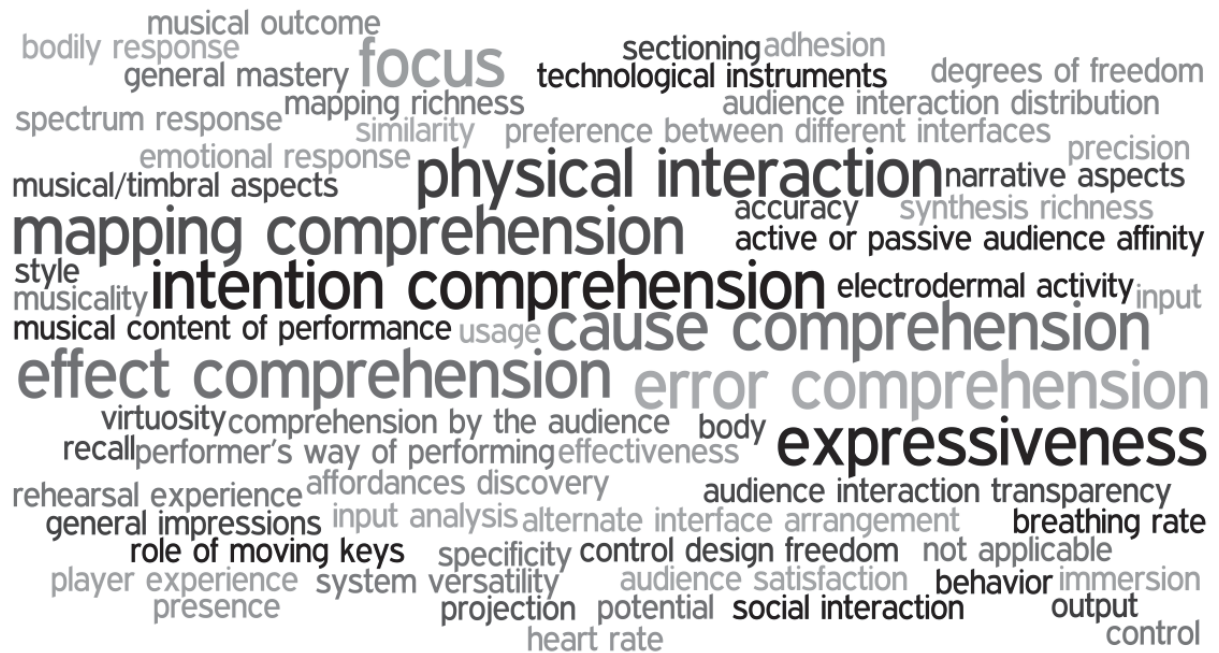 musical outcome
bodily response focus sectioning adhesion
general mastery technological instruments degrees of freedom
mapping richness audience interaction distribution
spectrum response similarity preference between different interfaces
emotional response physical interaction precision
musical/timbral aspects narrative aspects
mapping comprehension accuracy synthesis richness
active or passive audience affinity
style intention comprehension electrodermal activity
musicality input
musical content of performance usage cause comprehension
effect comprehension error comprehension
virtuosity comprehension by the audience body expressiveness
recall performer's way of performing effectiveness
rehearsal experience affordances discovery audience interaction transparency
general impressions input analysis alternate interface arrangement breathing rate
role of moving keys specificity control design freedom not applicable
player experience system versatility audience satisfaction behavior immersion
presence projection potential social interaction output
heart rate control